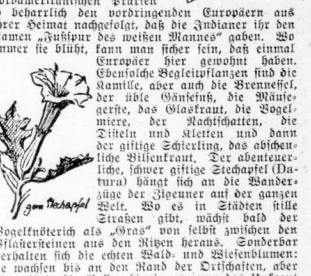 beharrlich den vordringenden Europäern aus
rer Heimat nachgefolgt, daß die Indianer ihr den
amen „Fußspur des weißen Mannes“ gaben. Wo
mmer sie blüht, kann man sicher sein, daß einmal
Europäer hier gewohnt haben.
Ebensolche Begleitpflanzen sind die
Kamille, aber auch die Brennessel,
der üble Gänsefuß, die Mäuse-
gerste, das Glaskraut, die Vogel-
miere, der Nachtschatten, die
Disteln und Kletten und dann
der giftige Schierling, das abscheu-
liche Bilsenkraut. Der abenteuer-
liche, schwer giftige Stechapfel (Da-
tura) hängt sich an die Wander-
züge der Zigeuner auf der ganzen
Welt. Wo es in Städten stille
Straßen gibt, wächst bald der
Vogelknöterich als „Gras“ von selbst zwischen den
Pflastersteinen aus den Ritzen heraus. Sonderbar
verhalten sich die echten Wald- und Wiesenblumen:
e wachsen bis an den Rand der Ortschaften, aber
Stechapfel